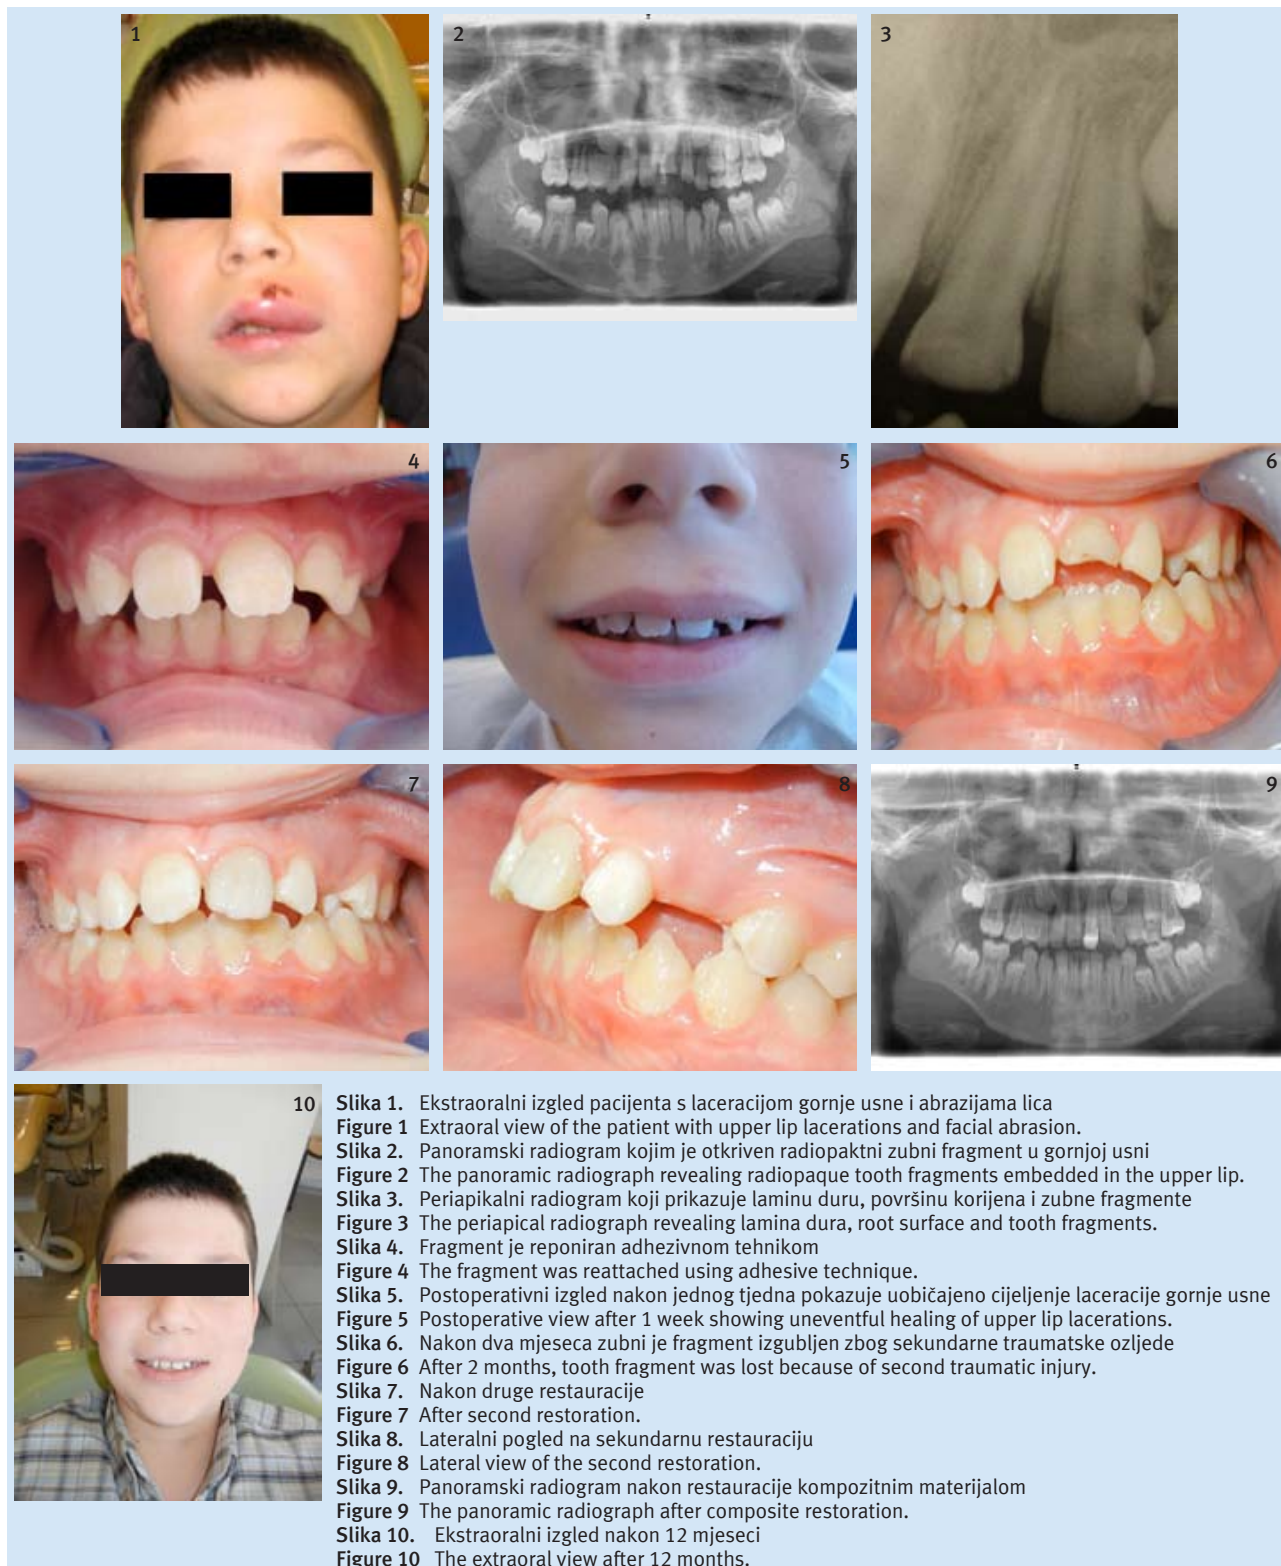 1
2
3
4
5
6
7
8
9
10
Slika 1. Ekstraoralni izgled pacijenta s laceracijom gornje usne i abrazijama lica
Figure 1 Extraoral view of the patient with upper lip lacerations and facial abrasion.
Slika 2. Panoramski radiogram kojim je otkriven radiopaktni zubni fragment u gornjoj usni
Figure 2 The panoramic radiograph revealing radiopaque tooth fragments embedded in the upper lip.
Slika 3. Periapikalni radiogram koji prikazuje laminu duru, površinu korijena i zubne fragmente
Figure 3 The periapical radiograph revealing lamina dura, root surface and tooth fragments.
Slika 4. Fragment je reponiran adhezivnom tehnikom
Figure 4 The fragment was reattached using adhesive technique.
Slika 5. Postoperativni izgled nakon jednog tjedna pokazuje uobičajeno cijeljenje laceracije gornje usne
Figure 5 Postoperative view after 1 week showing uneventful healing of upper lip lacerations.
Slika 6. Nakon dva mjeseca zubni je fragment izgubljen zbog sekundarne traumatske ozljede
Figure 6 After 2 months, tooth fragment was lost because of second traumatic injury.
Slika 7. Nakon druge restauracije
Figure 7 After second restoration.
Slika 8. Lateralni pogled na sekundarnu restauraciju
Figure 8 Lateral view of the second restoration.
Slika 9. Panoramski radiogram nakon restauracije kompozitnim materijalom
Figure 9 The panoramic radiograph after composite restoration.
Slika 10. Ekstraoralni izgled nakon 12 mjeseci
Figure 10 The extraoral view after 12 months.